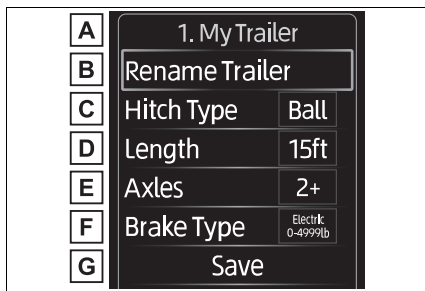 A 1. My Trailer
B Rename Trailer
C Hitch Type Ball
D Length 15ft
E Axles 2+
F Brake Type Electric 0-4999lb
G Save